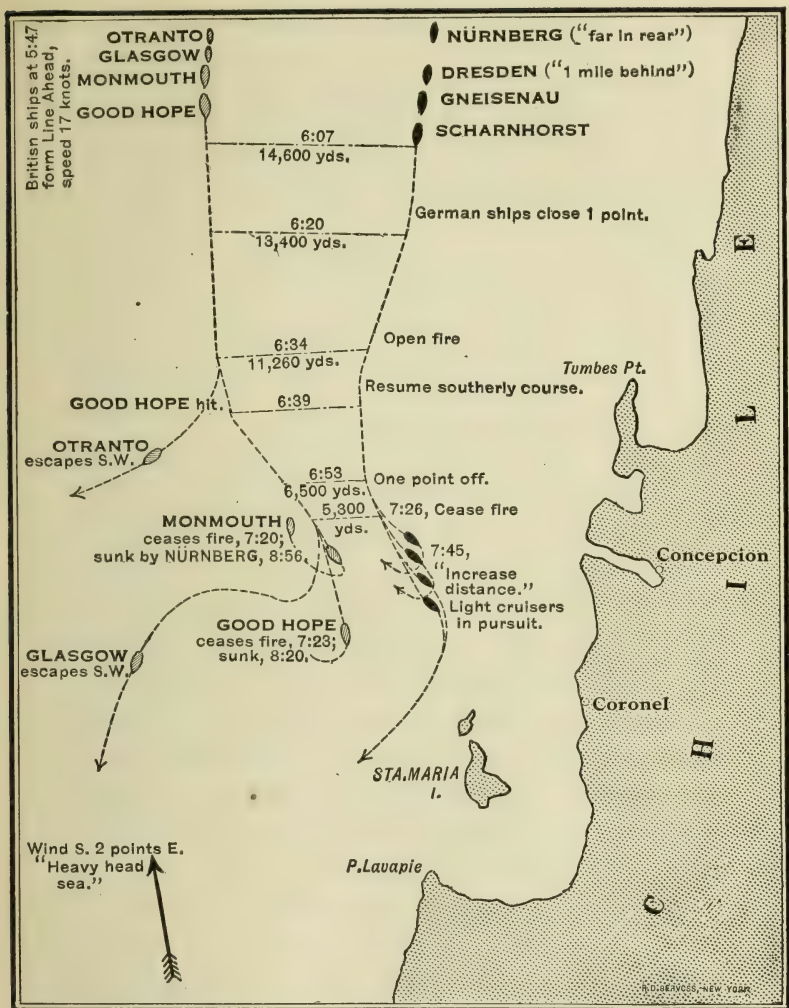 British ships at 5:47
form Line Ahead,
speed 17 knots.
OTRANTO
GLASGOW
MONMOUTH
GOOD HOPE
NÜRNBERG ("far in rear")
DRESDEN ("1 mile behind")
GNEISENAU
SCHARNHORST
6:07
14,600 yds.
German ships close 1 point.
6:20
13,400 yds.
6:34
11,260 yds.
Open fire
Resume southerly course.
GOOD HOPE hit.
6:39
OTRANTO
escapes S.W.
6:53
6,500 yds.
One point off.
5,300
yds.
7:26, Cease fire
MONMOUTH
ceases fire, 7:20;
sunk by NÜRNBERG, 8:56.
7:45,
"Increase
distance."
Light cruisers
in pursuit.
GOOD HOPE
ceases fire, 7:23;
sunk, 8:20.
GLASGOW
escapes S.W.
Tumbes Pt.
Concepcion
Coronel
STA. MARIA
I.
P. Lavapie
Wind S. 2 points E.
"Heavy head
sea."
C H I L E
R.D. SERVOSS, NEW YORK